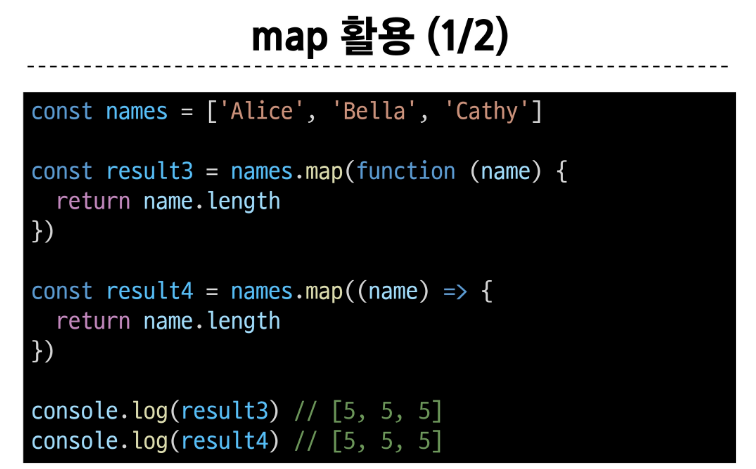 map 활용 (1/2)
const names = ['Alice', 'Bella', 'Cathy']
const result3 = names.map(function (name) {
  return name.length
})
const result4 = names.map((name) => {
  return name.length
})
console.log(result3) // [5, 5, 5]
console.log(result4) // [5, 5, 5]